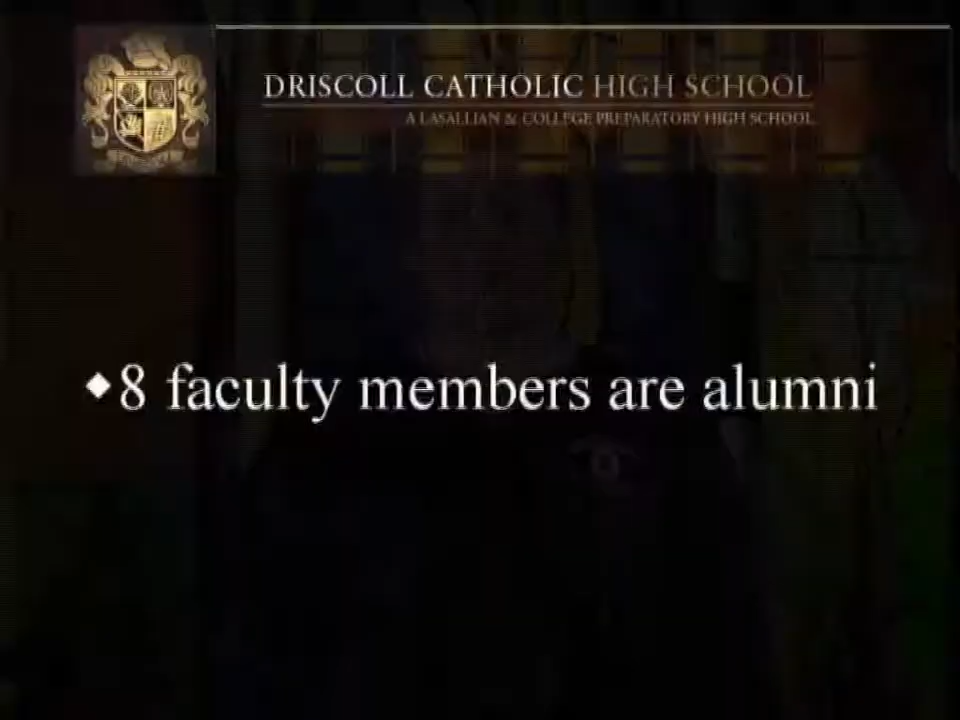 DRISCOLL CATHOLIC HIGH SCHOOL
A LASALLIAN & COLLEGE PREPARATORY HIGH SCHOOL
◆8 faculty members are alumni